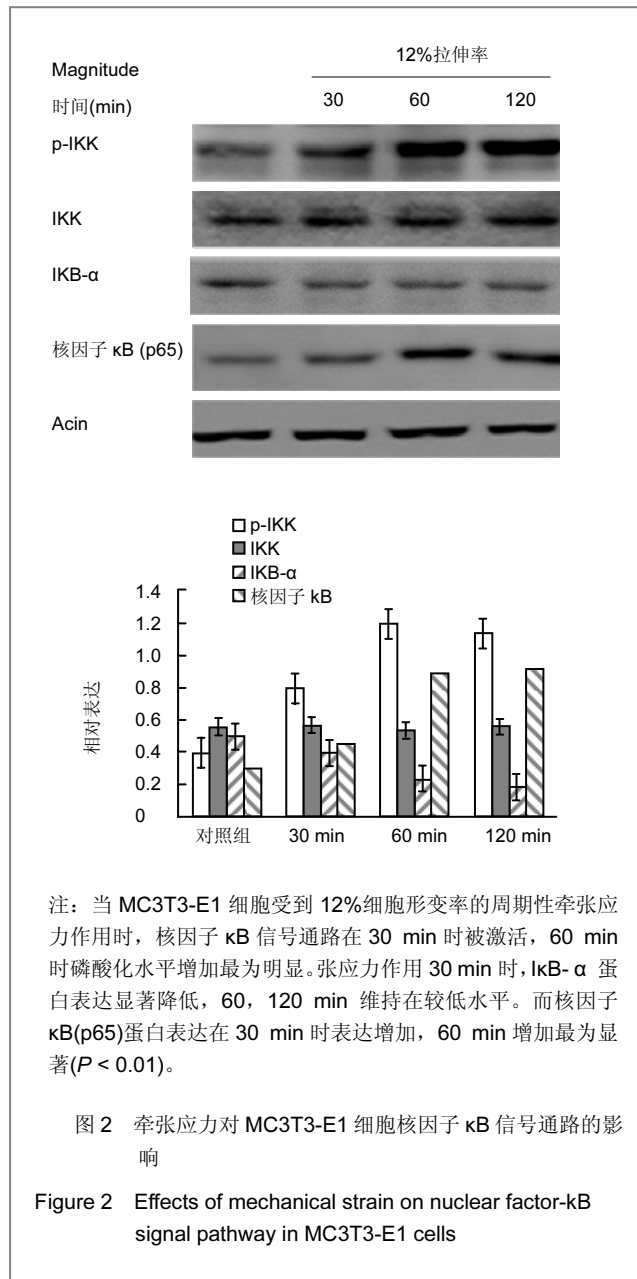 Magnitude 12%拉伸率
时间(min) 30 60 120
p-IKK
IKK
IKB-α
核因子 κB (p65)
Acin
p-IKK
IKK
IKB-α
核因子 kB
1.4
1.2
1.0
0.8
0.6
0.4
0.2
0
相对表达
对照组 30 min 60 min 120 min
注：当 MC3T3-E1 细胞受到 12%细胞形变率的周期性牵张应
力作用时，核因子 κB 信号通路在 30 min 时被激活，60 min
时磷酸化水平增加最为明显。张应力作用 30 min 时，IκB- α 蛋
白表达显著降低，60，120 min 维持在较低水平。而核因子
κB(p65)蛋白表达在 30 min 时表达增加，60 min 增加最为显
著(P < 0.01)。
图 2 牵张应力对 MC3T3-E1 细胞核因子 κB 信号通路的影
响
Figure 2 Effects of mechanical strain on nuclear factor-kB
signal pathway in MC3T3-E1 cells